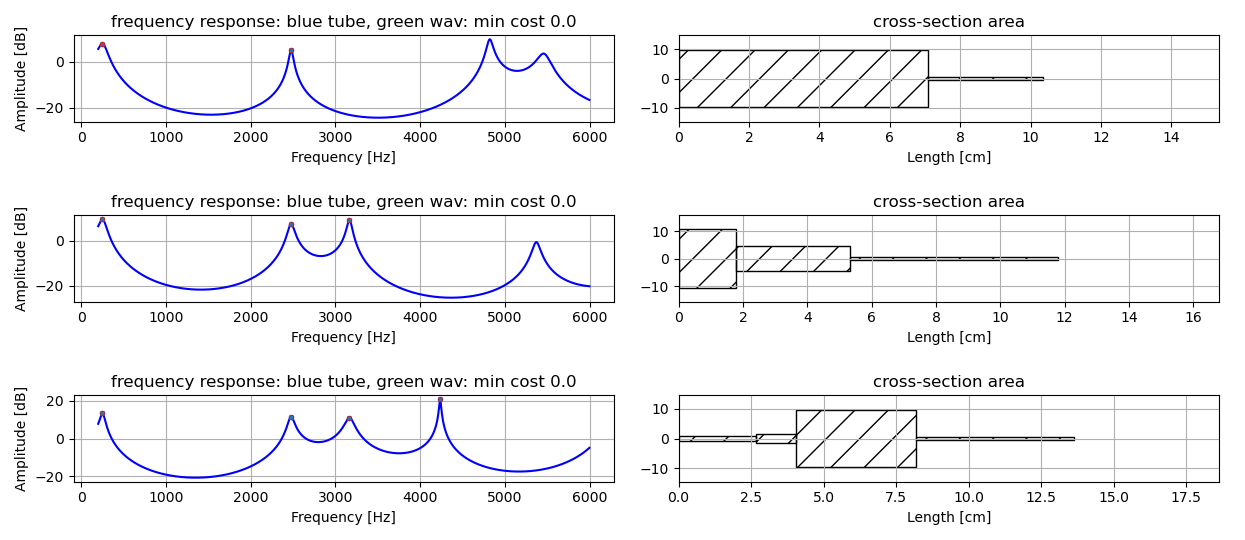 frequency response: blue tube, green wav: min cost 0.0
cross-section area
Amplitude [dB]
0
−20
0 1000 2000 3000 4000 5000 6000
Frequency [Hz]
10
0
−10
0 2 4 6 8 10 12 14
Length [cm]
frequency response: blue tube, green wav: min cost 0.0
cross-section area
Amplitude [dB]
0
−20
0 1000 2000 3000 4000 5000 6000
Frequency [Hz]
10
0
−10
0 2 4 6 8 10 12 14 16
Length [cm]
frequency response: blue tube, green wav: min cost 0.0
cross-section area
Amplitude [dB]
20
0
−20
0 1000 2000 3000 4000 5000 6000
Frequency [Hz]
10
0
−10
0.0 2.5 5.0 7.5 10.0 12.5 15.0 17.5
Length [cm]